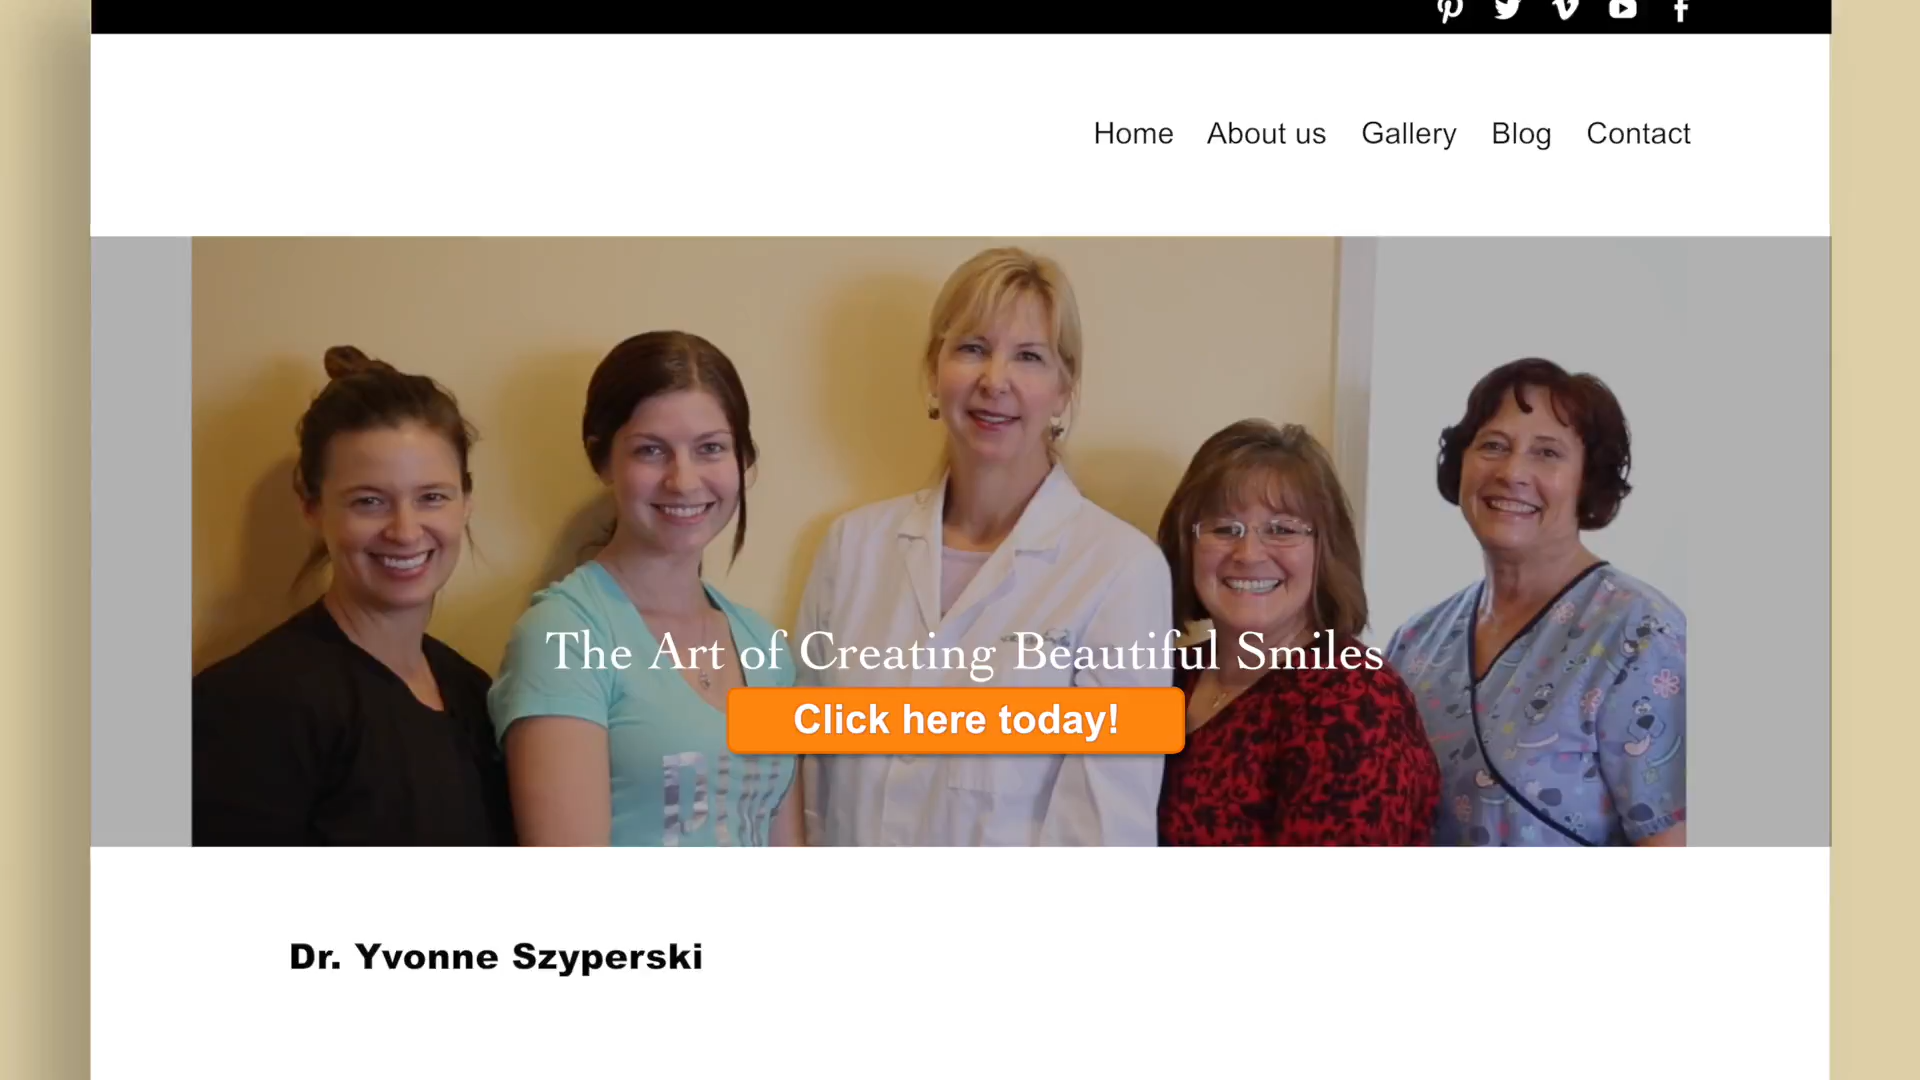 Home About us Gallery Blog Contact
The Art of Creating Beautiful Smiles
Click here today!
Dr. Yvonne Szyperski